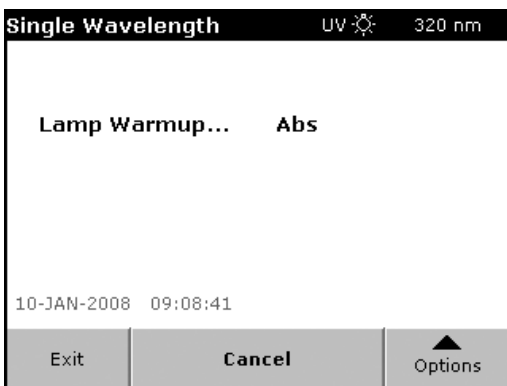 Single Wavelength UV 320 nm
Lamp Warmup... Abs
10-JAN-2008 09:08:41
Exit Cancel Options